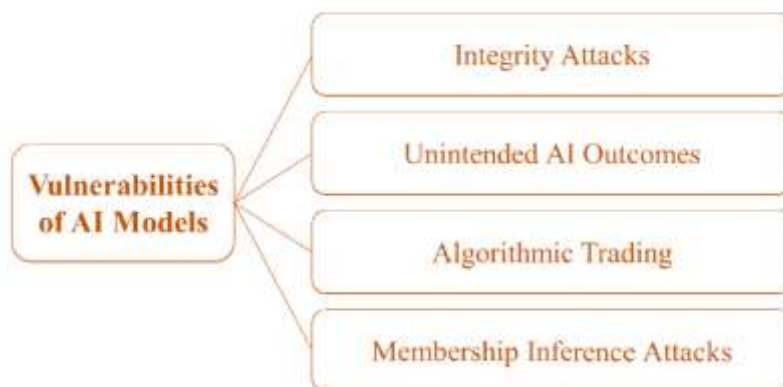 Integrity Attacks
Unintended AI Outcomes
Vulnerabilities
of AI Models
Algorithmic Trading
Membership Inference Attacks